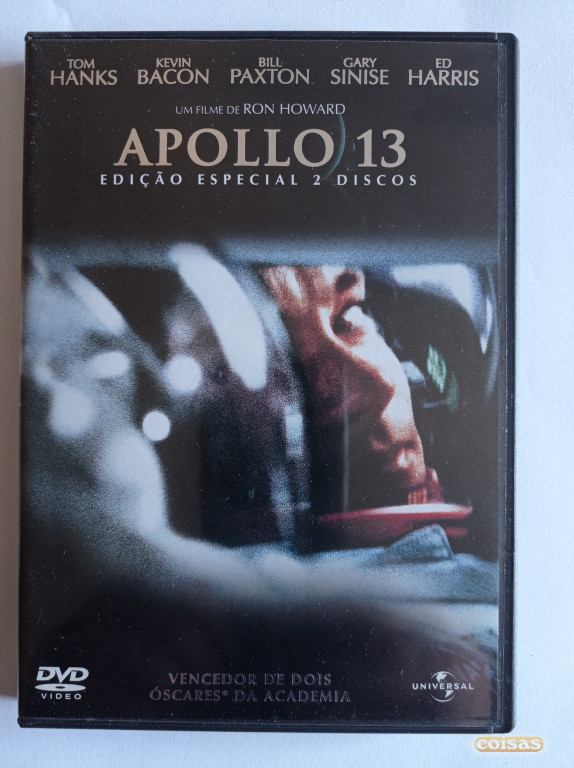 TOM HANKS KEVIN BACON BILL PAXTON GARY SINISE ED HARRIS
UM FILME DE RON HOWARD
APOLLO 13
EDIÇÃO ESPECIAL 2 DISCOS
DVD
VIDEO
VENCEDOR DE DOIS
ÓSCARES® DA ACADEMIA
UNIVERSAL
coisas